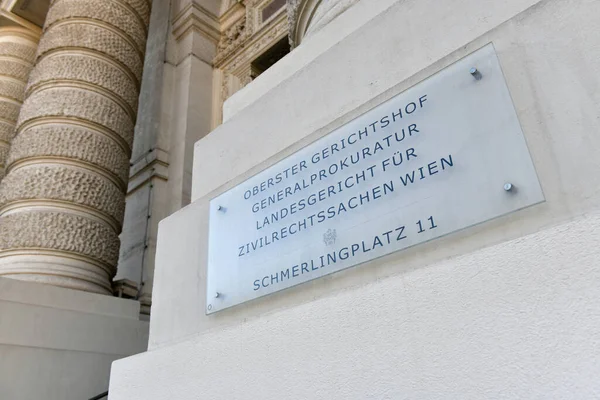 OBERSTER GERICHTSHOF
GENERALPROKURATUR
LANDESGERICHT FÜR
ZIVILRECHTSSACHEN WIEN
SCHMERLINGPLATZ 11